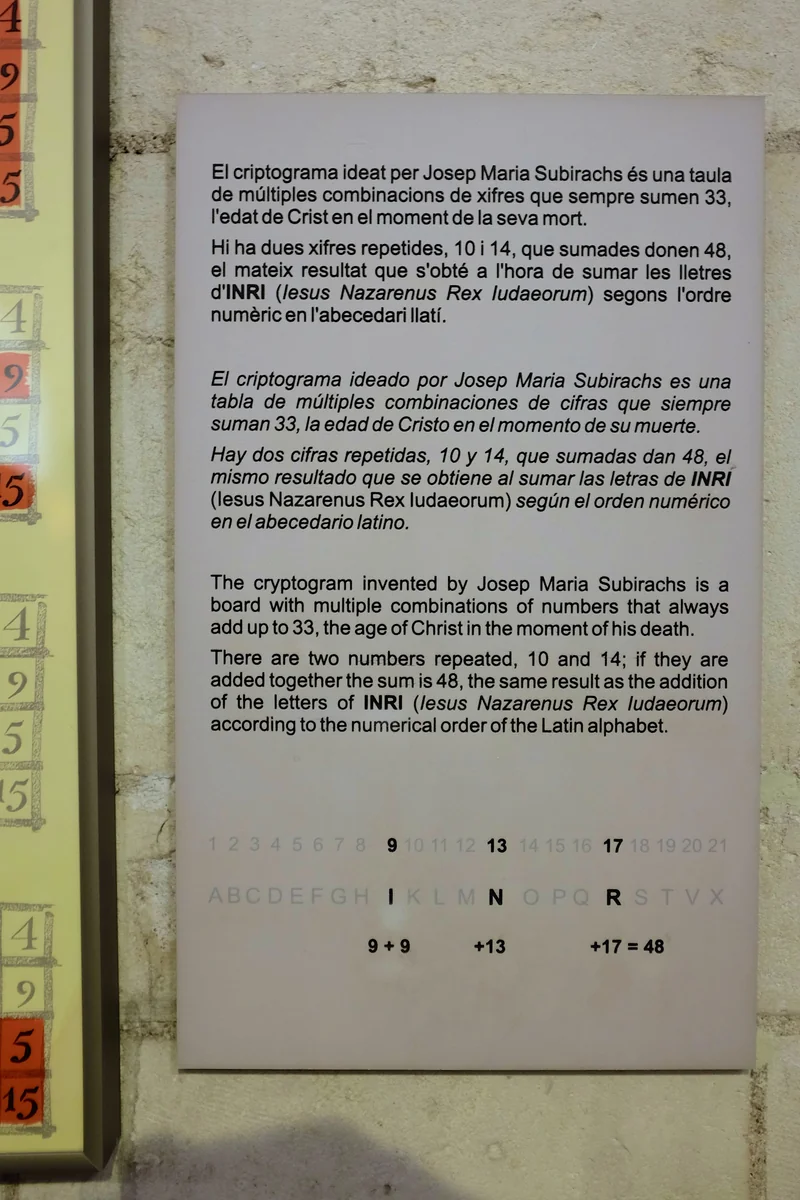 4
9
5
5
4
9
5
5
4
9
5
15
4
9
5
15
El criptograma ideat per Josep Maria Subirachs és una taula
de múltiples combinacions de xifres que sempre sumen 33,
l'edat de Crist en el moment de la seva mort.
Hi ha dues xifres repetides, 10 i 14, que sumades donen 48,
el mateix resultat que s'obté a l'hora de sumar les lletres
d'INRI (Iesus Nazarenus Rex Iudaeorum) segons l'ordre
numèric en l'abecedari llatí.
El criptograma ideado por Josep Maria Subirachs es una
tabla de múltiples combinaciones de cifras que siempre
suman 33, la edad de Cristo en el momento de su muerte.
Hay dos cifras repetidas, 10 y 14, que sumadas dan 48, el
mismo resultado que se obtiene al sumar las letras de INRI
(Iesus Nazarenus Rex Iudaeorum) según el orden numérico
en el abecedario latino.
The cryptogram invented by Josep Maria Subirachs is a
board with multiple combinations of numbers that always
add up to 33, the age of Christ in the moment of his death.
There are two numbers repeated, 10 and 14; if they are
added together the sum is 48, the same result as the addition
of the letters of INRI (Iesus Nazarenus Rex Iudaeorum)
according to the numerical order of the Latin alphabet.
1 2 3 4 5 6 7 8 9 10 11 12 13 14 15 16 17 18 19 20 21
A B C D E F G H I K L M N O P Q R S T V X
9 + 9 +13 +17 = 48